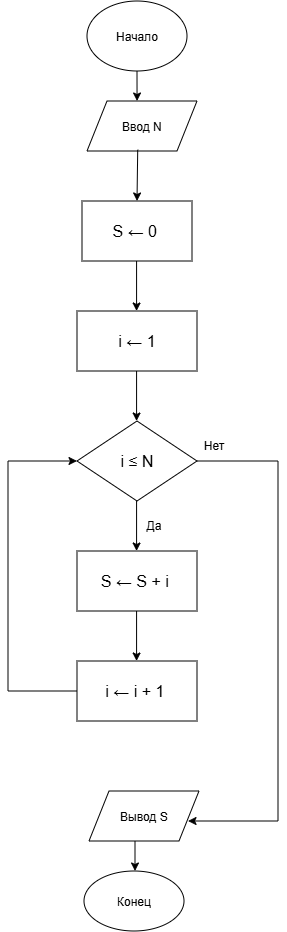 Начало
Ввод N
S ← 0
i ← 1
i ≤ N
Нет
Да
S ← S + i
i ← i + 1
Вывод S
Конец